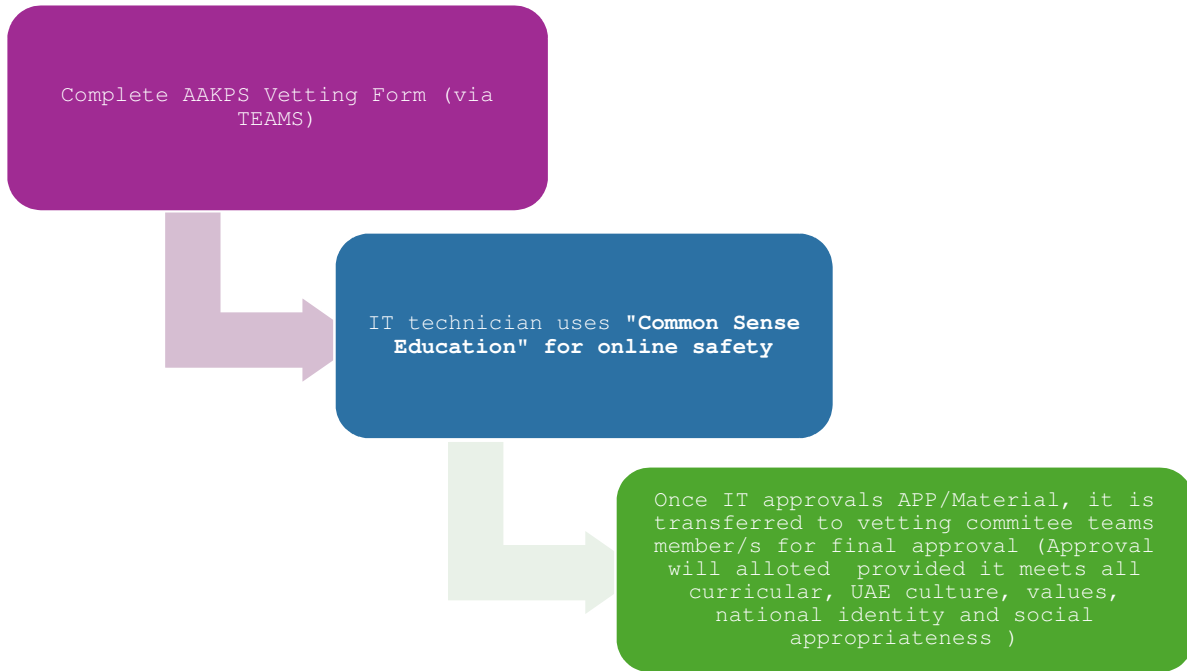 Complete AAKPS Vetting Form (via
TEAMS)
IT technician uses "Common Sense
Education" for online safety
Once IT approvals APP/Material, it is
transferred to vetting commitee teams
member/s for final approval (Approval
will alloted provided it meets all
curricular, UAE culture, values,
national identity and social
appropriateness )